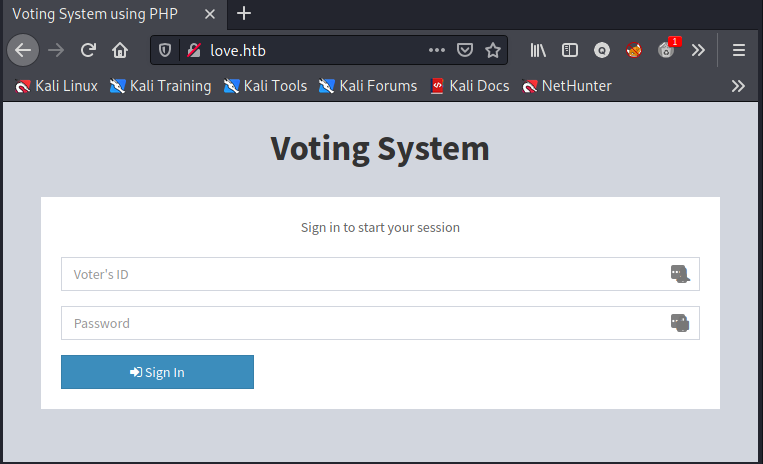 Voting System using PHP
love.htb
1
Kali Linux Kali Training Kali Tools Kali Forums Kali Docs NetHunter
Voting System
Sign in to start your session
Voter's ID
Password
Sign In